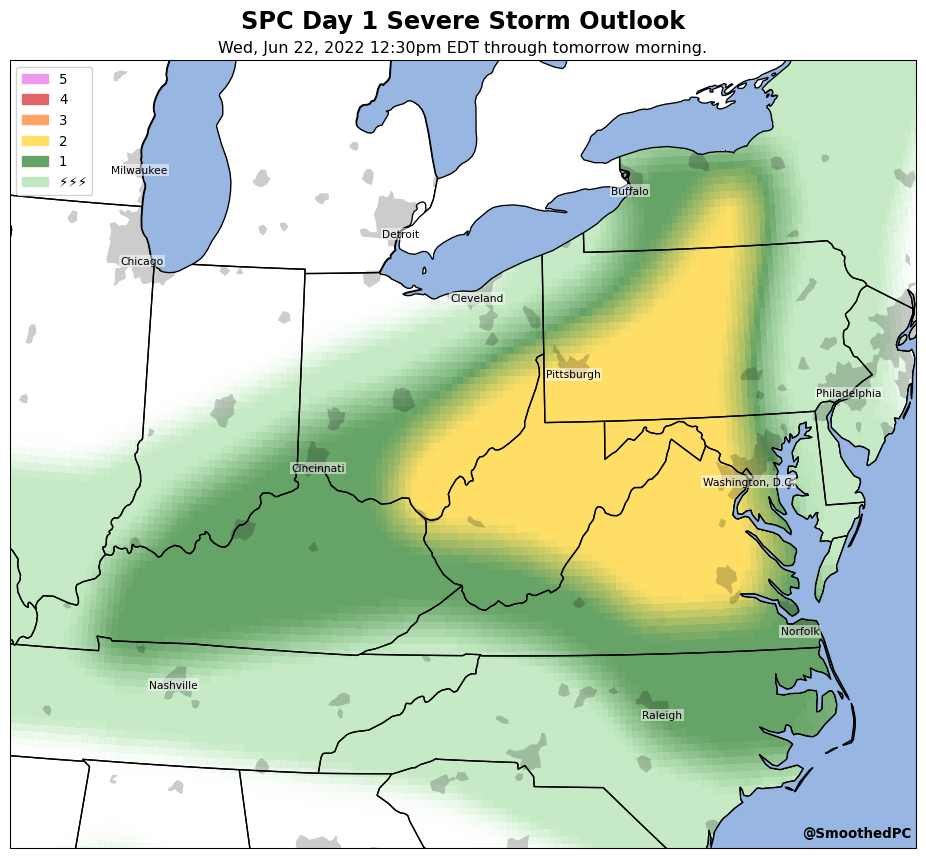 SPC Day 1 Severe Storm Outlook
Wed, Jun 22, 2022 12:30pm EDT through tomorrow morning.
5
4
3
2
1
⚡⚡⚡
Milwaukee
Buffalo
Detroit
Chicago
Cleveland
Pittsburgh
Philadelphia
Cincinnati
Washington, D.C.
Norfolk
Nashville
Raleigh
@SmoothedPC